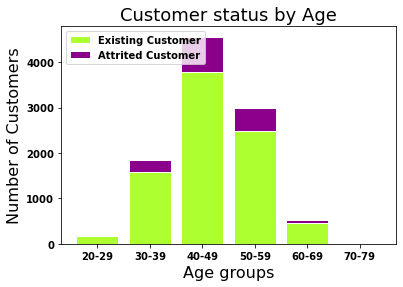 Customer status by Age
Existing Customer
Attrited Customer
Number of Customers
4000
3000
2000
1000
0
20-29 30-39 40-49 50-59 60-69 70-79
Age groups